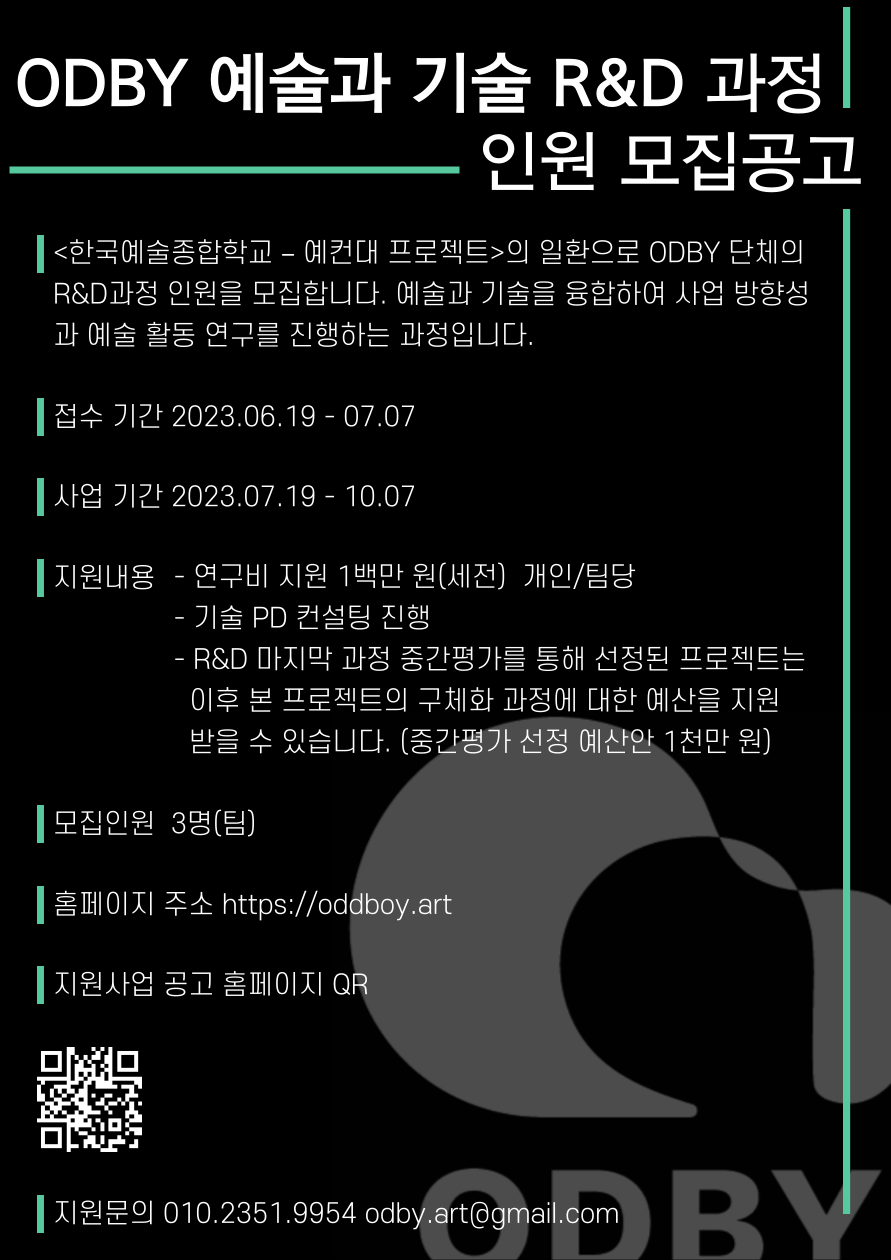 ODBY 예술과 기술 R&D 과정
인원 모집공고
<한국예술종합학교 – 예컨대 프로젝트>의 일환으로 ODBY 단체의
R&D과정 인원을 모집합니다. 예술과 기술을 융합하여 사업 방향성
과 예술 활동 연구를 진행하는 과정입니다.
접수 기간 2023.06.19 - 07.07
사업 기간 2023.07.19 - 10.07
지원내용 - 연구비 지원 1백만 원(세전) 개인/팀당
- 기술 PD 컨설팅 진행
- R&D 마지막 과정 중간평가를 통해 선정된 프로젝트는
이후 본 프로젝트의 구체화 과정에 대한 예산을 지원
받을 수 있습니다. (중간평가 선정 예산안 1천만 원)
모집인원 3명(팀)
홈페이지 주소 https://oddboy.art
지원사업 공고 홈페이지 QR
지원문의 010.2351.9954 odby.art@gmail.com
ODBY